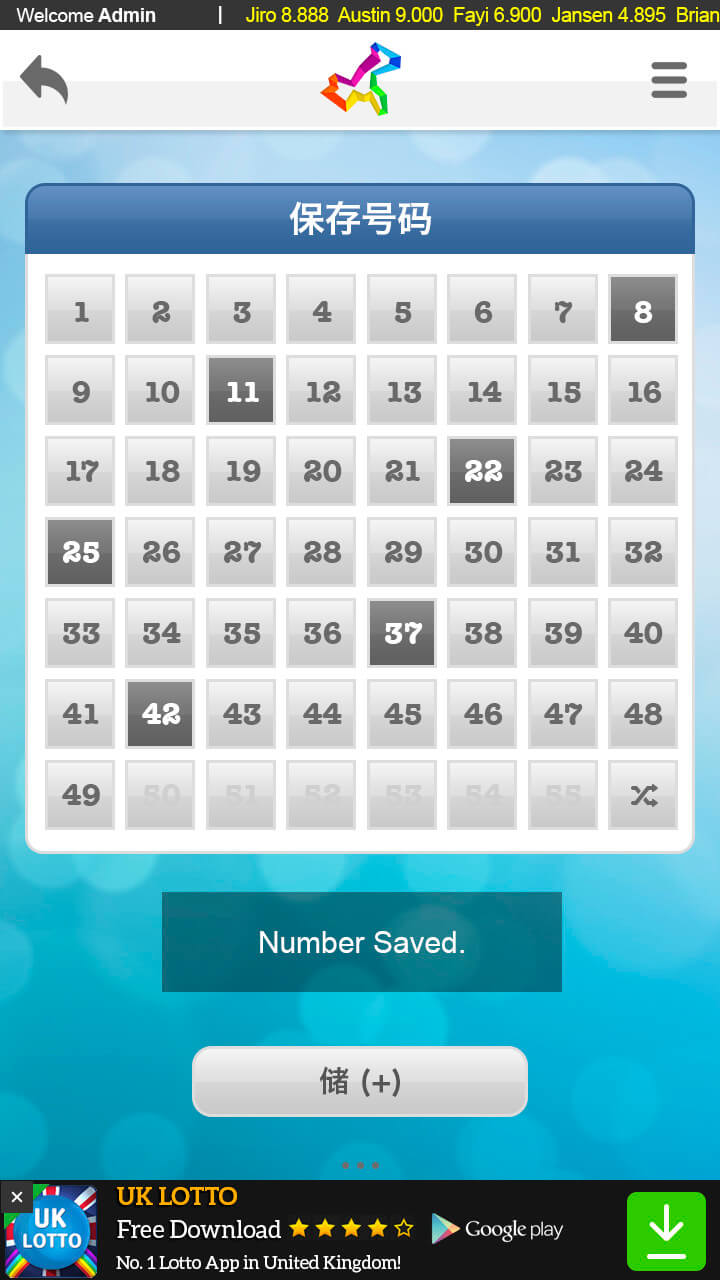 Welcome Admin | Jiro 8.888 Austin 9.000 Fayi 6.900 Jansen 4.895 Brian
保存号码
1 2 3 4 5 6 7 8
9 10 11 12 13 14 15 16
17 18 19 20 21 22 23 24
25 26 27 28 29 30 31 32
33 34 35 36 37 38 39 40
41 42 43 44 45 46 47 48
49 50 51 52 53 54 55
Number Saved.
储 (+)
UK LOTTO
UK LOTTO
Free Download Google play
No. 1 Lotto App in United Kingdom!